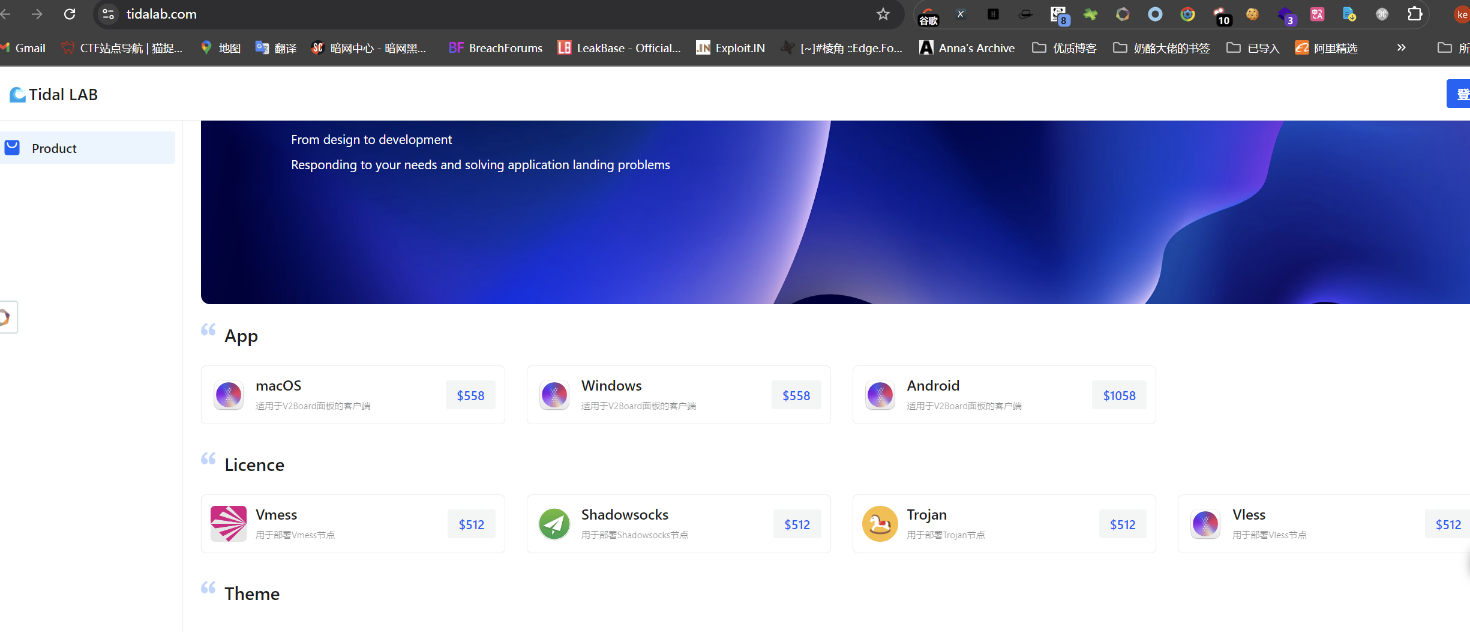 tidalab.com
谷歌
8
10
3
ke
Gmail
CTF站点导航 | 猫捉...
地图
翻译
暗网中心 - 暗网黑...
BreachForums
LeakBase - Official...
Exploit.IN
[~]#棱角 ::Edge.Fo...
Anna's Archive
优质博客
奶酪大佬的书签
已导入
阿里精选
»
所
Tidal LAB
登
Product
From design to development
Responding to your needs and solving application landing problems
App
macOS
适用于V2Board面板的客户端
$558
Windows
适用于V2Board面板的客户端
$558
Android
适用于V2Board面板的客户端
$1058
Licence
Vmess
用于部署Vmess节点
$512
Shadowsocks
用于部署Shadowsocks节点
$512
Trojan
用于部署Trojan节点
$512
Vless
用于部署Vless节点
$512
Theme